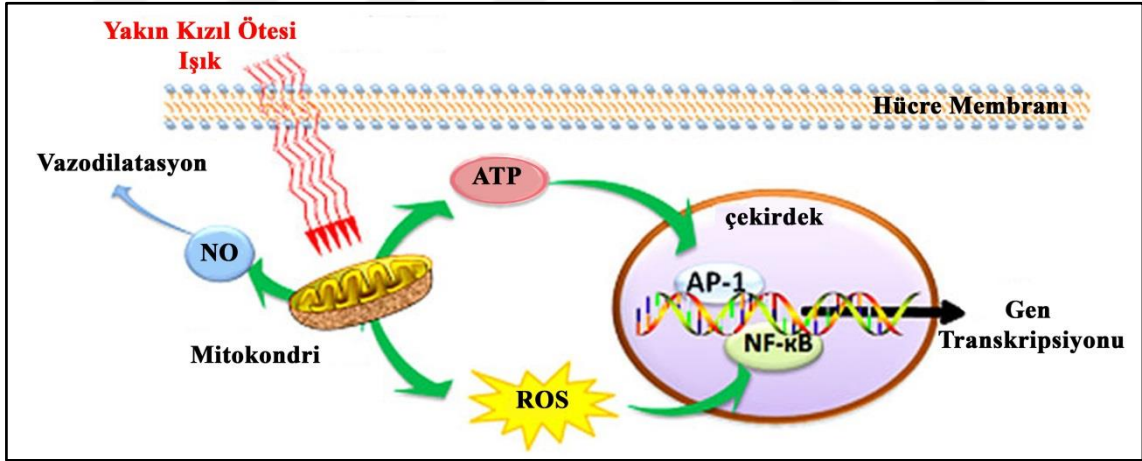 Yakın Kızıl Ötesi
Işık
Hücre Membranı
Vazodilatasyon
ATP
çekirdek
NO
AP-1
Gen
Transkripsiyonu
NF-κB
Mitokondri
ROS